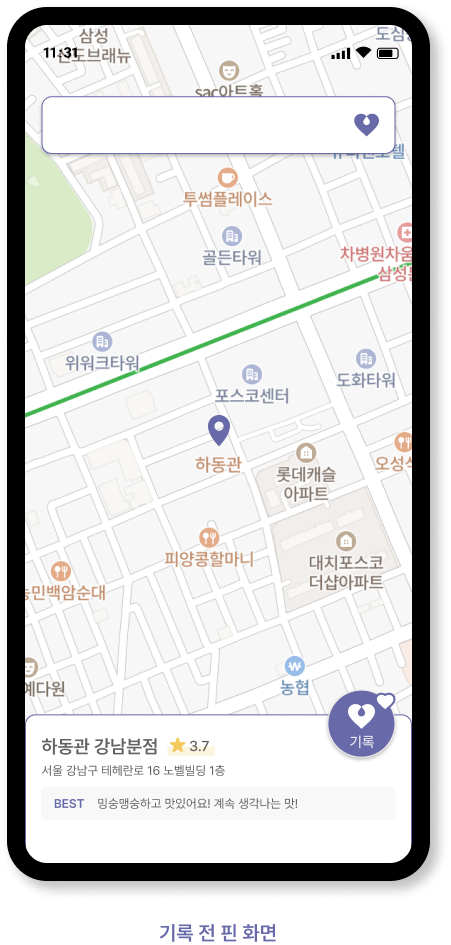 삼성
도브래뉴
도심
11:31
sac아트홀
투썸플레이스
골든타워
차병원차움
삼성분
위워크타워
도화타워
포스코센터
하동관
오성식
롯데캐슬
아파트
피양콩할마니
대치포스코
더샵아파트
농민백암순대
예다원
농협
기록
하동관 강남분점 3.7
서울 강남구 테헤란로 16 노벨빌딩 1층
BEST 밍숭맹숭하고 맛있어요! 계속 생각나는 맛!
기록 전 핀 화면